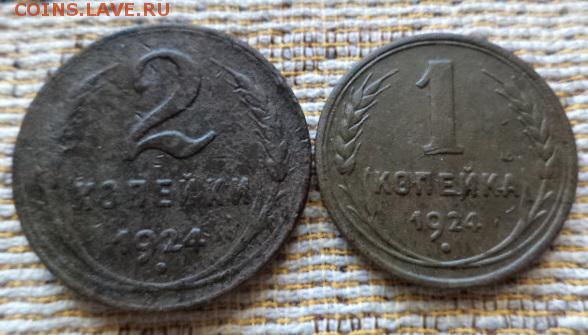 COINS.LAVE.RU
2
КОПЕЙКИ
1924
1
КОПЕЙКА
1924